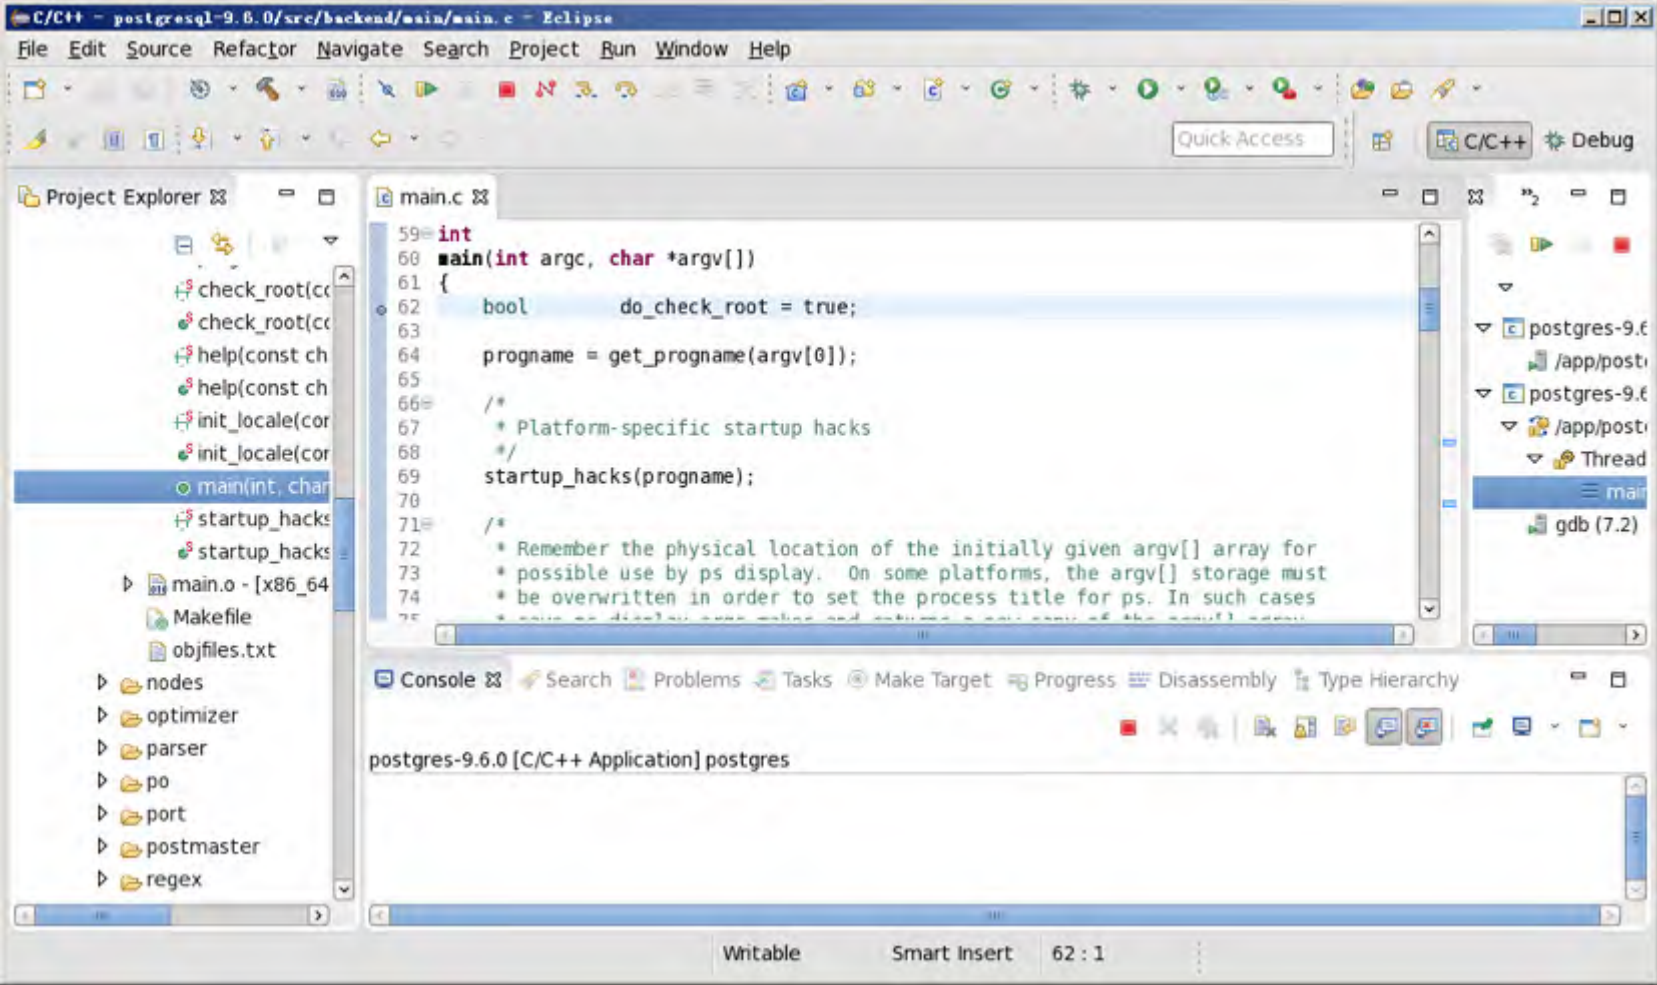 C/C++ - postgresql-9.6.0/src/backend/main/main.c - Eclipse
File Edit Source Refactor Navigate Search Project Run Window Help
Quick Access
C/C++
Debug
Project Explorer
check_root(cc
check_root(cc
help(const ch
help(const ch
init_locale(cor
init_locale(cor
main(int, char
startup_hacks
startup_hacks
main.o - [x86_64
Makefile
objfiles.txt
nodes
optimizer
parser
po
port
postmaster
regex
main.c
59 int
60 main(int argc, char *argv[])
61 {
62 bool do_check_root = true;
63
64 progname = get_progname(argv[0]);
65
66 /*
67 * Platform-specific startup hacks
68 */
69 startup_hacks(progname);
70
71 /*
72 * Remember the physical location of the initially given argv[] array for
73 * possible use by ps display. On some platforms, the argv[] storage must
74 * be overwritten in order to set the process title for ps. In such cases
75
»2
postgres-9.6
/app/post
postgres-9.6
/app/post
Thread
main
gdb (7.2)
Console Search Problems Tasks Make Target Progress Disassembly Type Hierarchy
postgres-9.6.0 [C/C++ Application] postgres
Writable Smart Insert 62 : 1